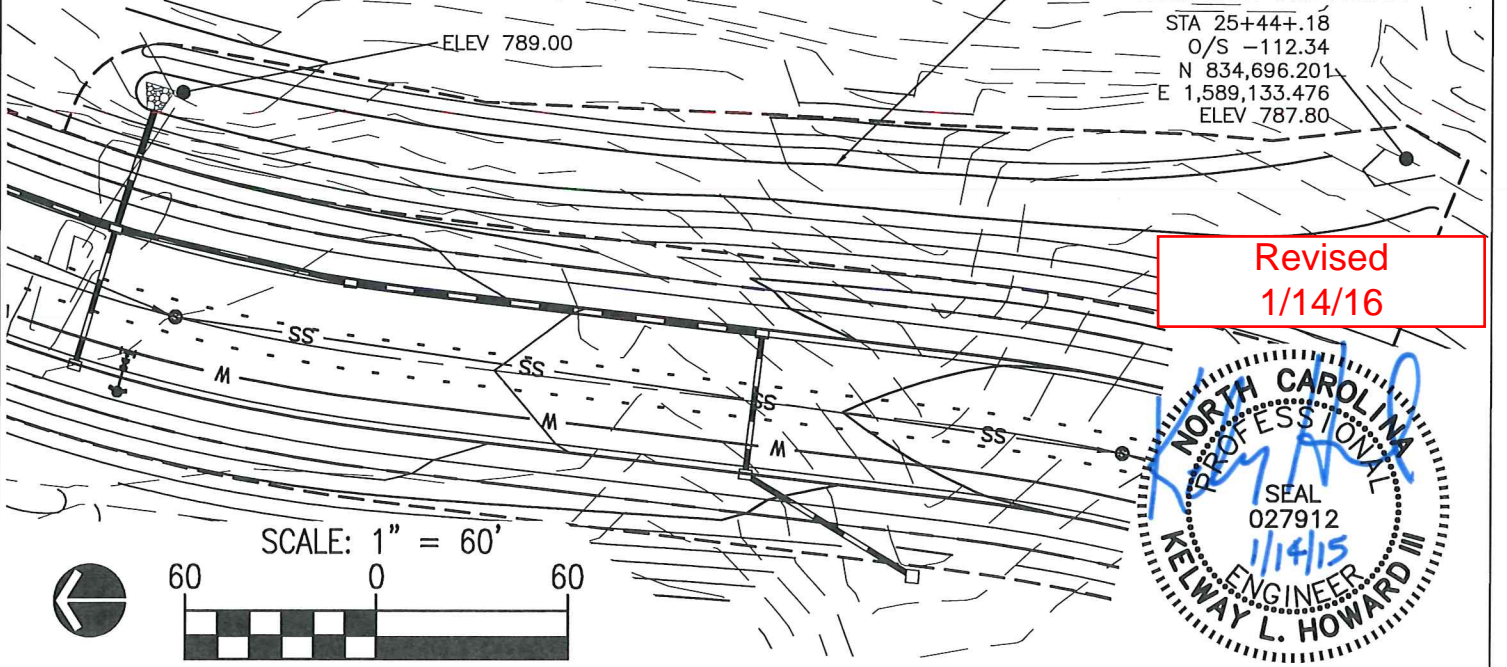 ELEV 789.00
STA 25+44+.18
O/S -112.34
N 834,696.201
E 1,589,133.476
ELEV 787.80
Revised
1/14/16
SS
SS
SS
SS
W
W
W
SCALE: 1" = 60'
60 0 60
NORTH CAROLINA
PROFESSIONAL
SEAL
027912
1/14/15
ENGINEER
KELWAY L. HOWARD III